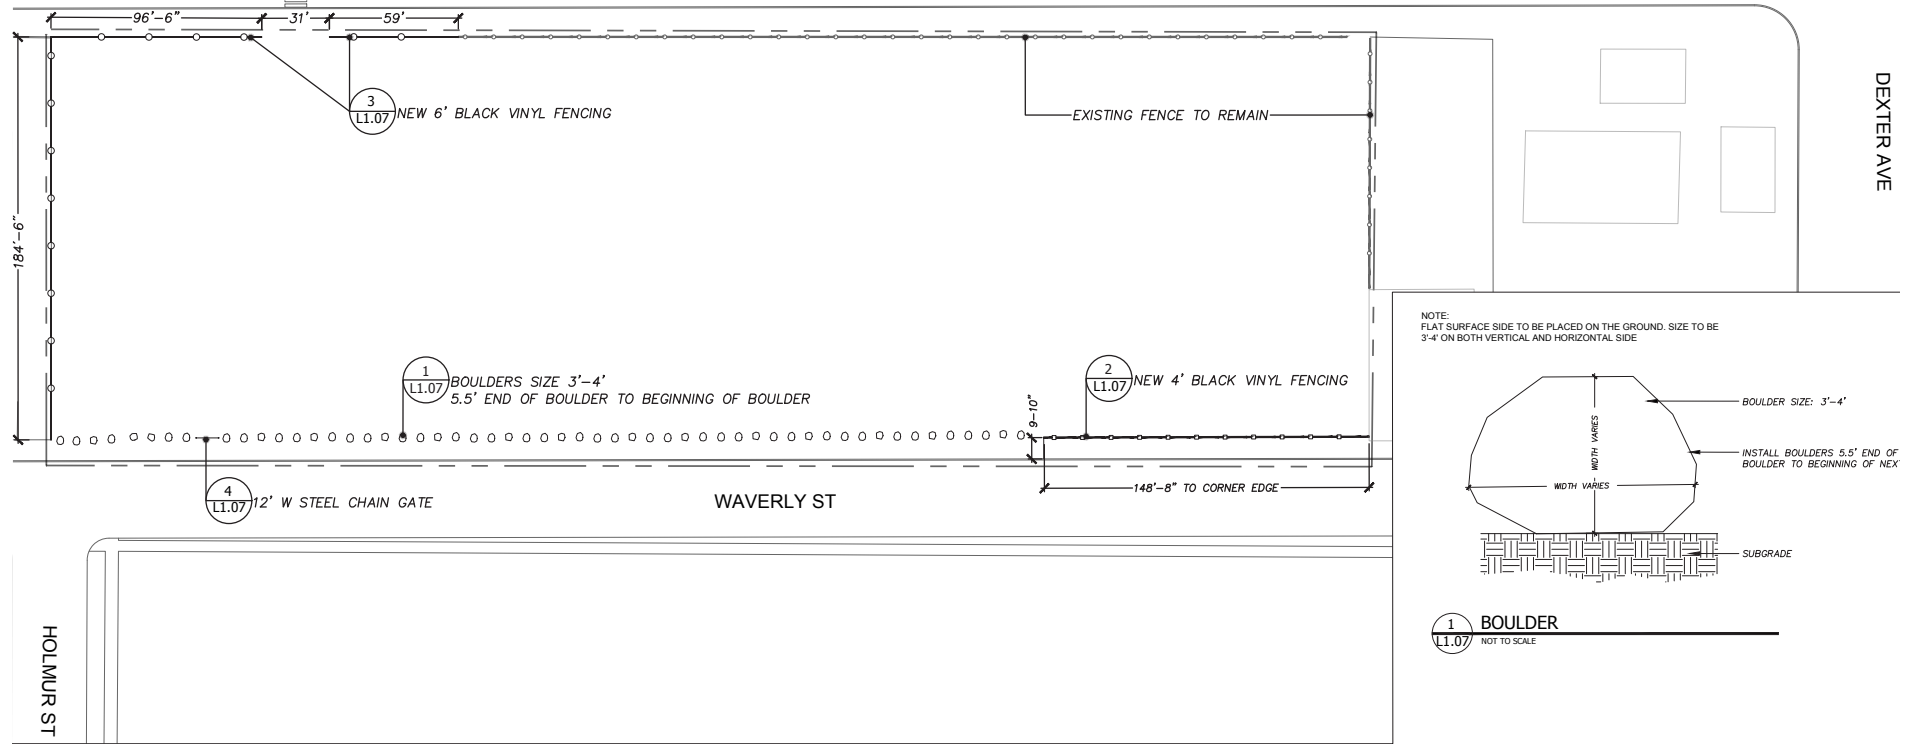 96'-6"
31'
59'
184'-6"
3
L1.07
NEW 6' BLACK VINYL FENCING
EXISTING FENCE TO REMAIN
DEXTER AVE
1
L1.07
BOULDERS SIZE 3'-4'
5.5' END OF BOULDER TO BEGINNING OF BOULDER
2
L1.07
NEW 4' BLACK VINYL FENCING
9'-10"
4
L1.07
12' W STEEL CHAIN GATE
WAVERLY ST
148'-8" TO CORNER EDGE
HOLMUR ST
NOTE:
FLAT SURFACE SIDE TO BE PLACED ON THE GROUND. SIZE TO BE
3'-4' ON BOTH VERTICAL AND HORIZONTAL SIDE
BOULDER SIZE: 3'-4'
WIDTH VARIES
WIDTH VARIES
INSTALL BOULDERS 5.5' END OF
BOULDER TO BEGINNING OF NEX
SUBGRADE
1
L1.07
BOULDER
NOT TO SCALE